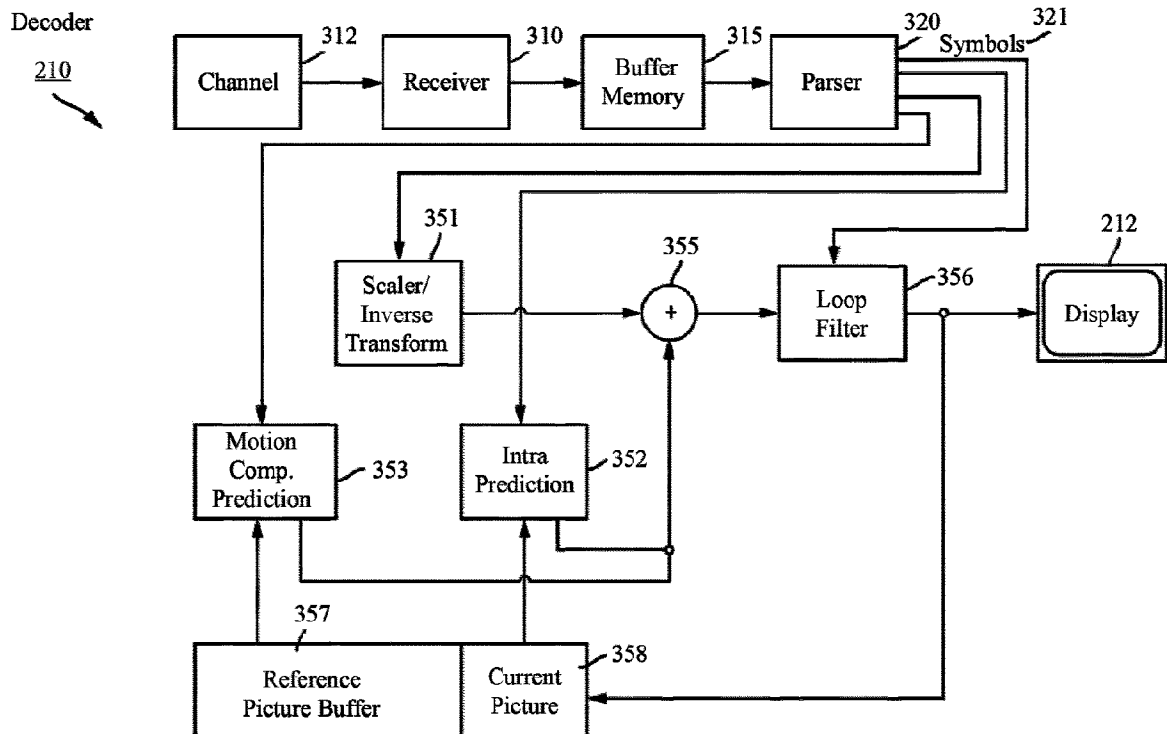 Decoder
210
312
310
315
320
Symbols
321
Channel
Receiver
Buffer
Memory
Parser
351
355
212
Scaler/
Inverse
Transform
+
Loop
Filter
356
Display
Motion
Comp.
Prediction
353
Intra
Prediction
352
357
358
Reference
Picture Buffer
Current
Picture